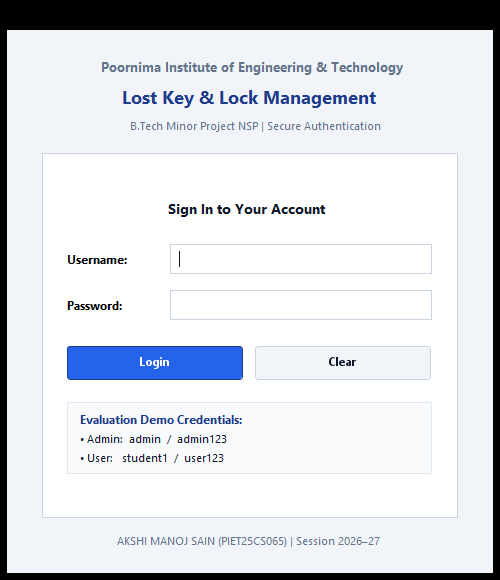 Poornima Institute of Engineering & Technology
Lost Key & Lock Management
B.Tech Minor Project NSP | Secure Authentication
Sign In to Your Account
Username:
Password:
Login Clear
Evaluation Demo Credentials:
• Admin: admin / admin123
• User: student1 / user123
AKSHI MANOJ SAIN (PIET25CS065) | Session 2026–27